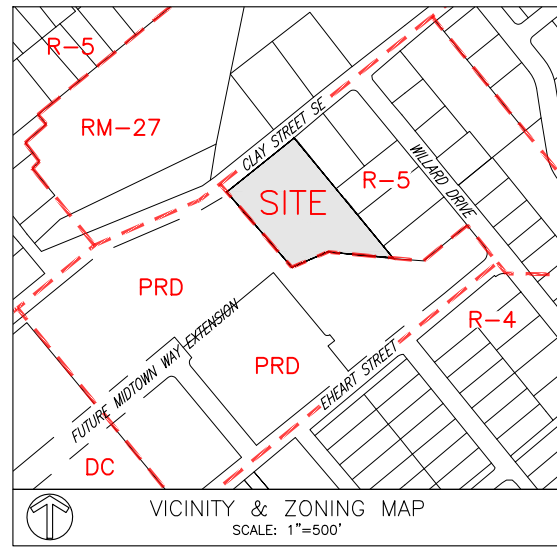 R-5
RM-27
CLAY STREET SE
WILLARD DRIVE
R-5
SITE
PRD
R-4
FUTURE MIDTOWN WAY EXTENSION
PRD
EHEART STREET
DC
VICINITY & ZONING MAP
SCALE: 1"=500'